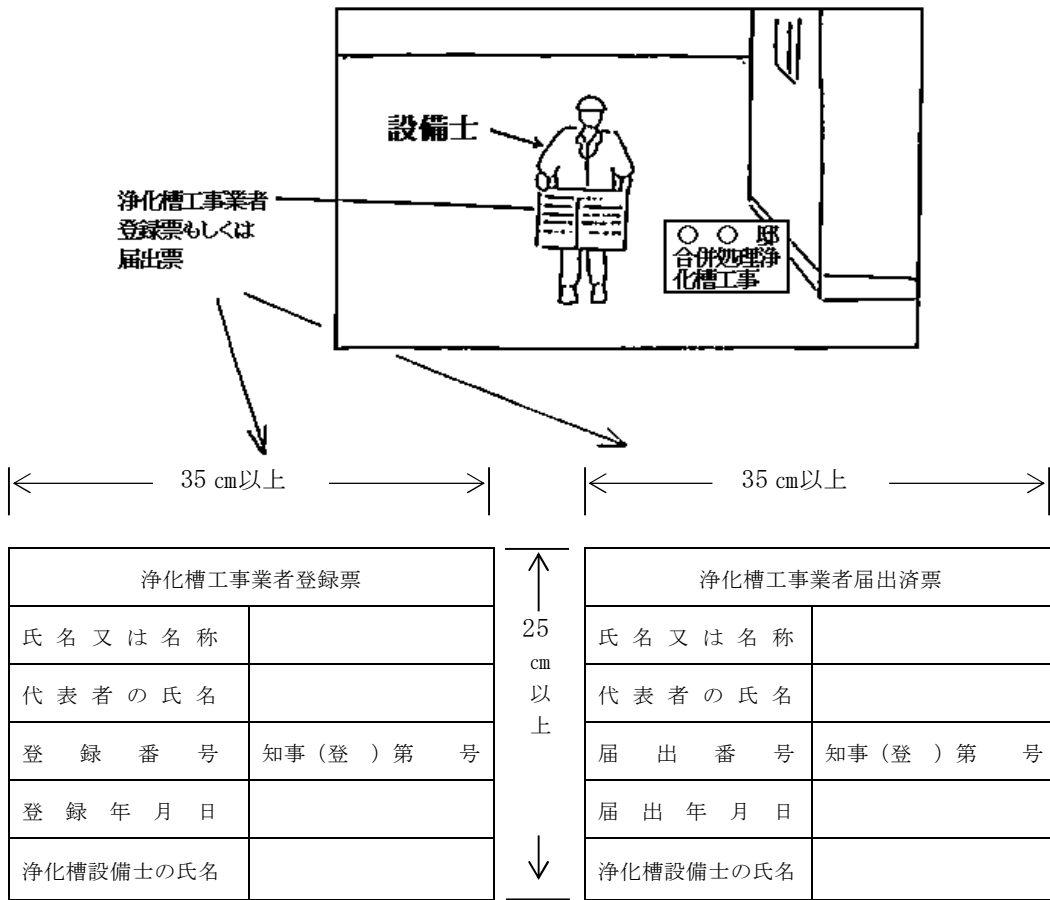 設備士
浄化槽工事業者
登録票もしくは
届出票
○ ○ 邸
合併処理浄
化槽工事
35 ㎝以上
35 ㎝以上
浄化槽工事業者登録票
氏名又は名称
代表者の氏名
登録番号 知事（登　）第　　号
登録年月日
浄化槽設備士の氏名
25
㎝
以
上
浄化槽工事業者届出済票
氏名又は名称
代表者の氏名
届出番号 知事（登　）第　　号
届出年月日
浄化槽設備士の氏名